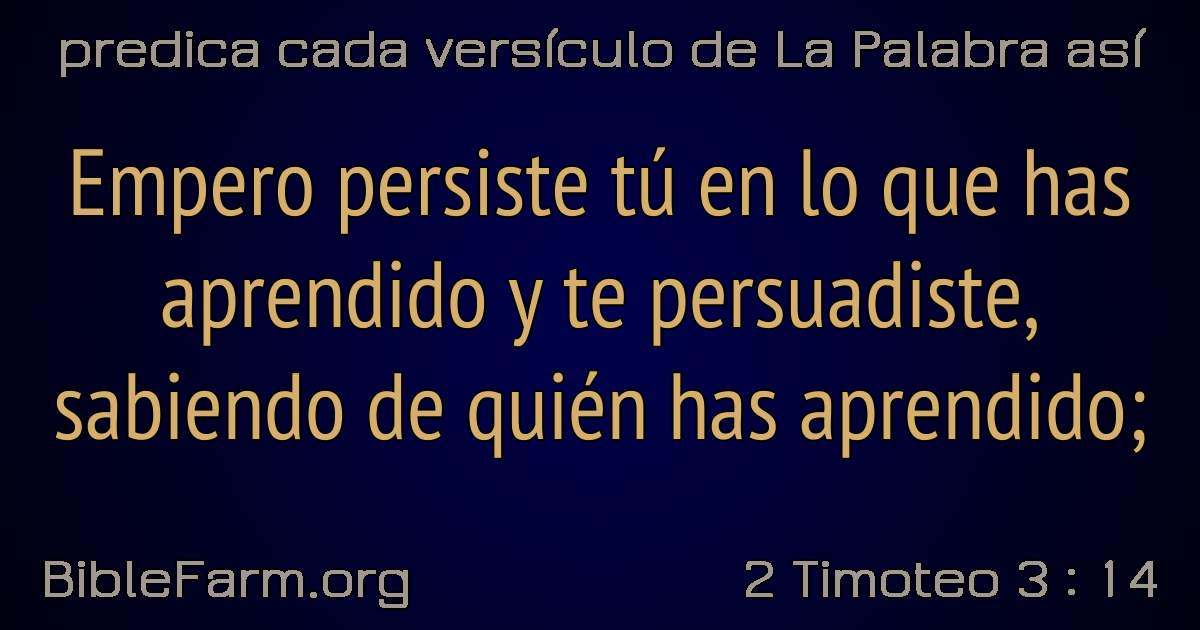 predica cada versículo de La Palabra así
Empero persiste tú en lo que has
aprendido y te persuadiste,
sabiendo de quién has aprendido;
BibleFarm.org
2 Timoteo 3 : 14